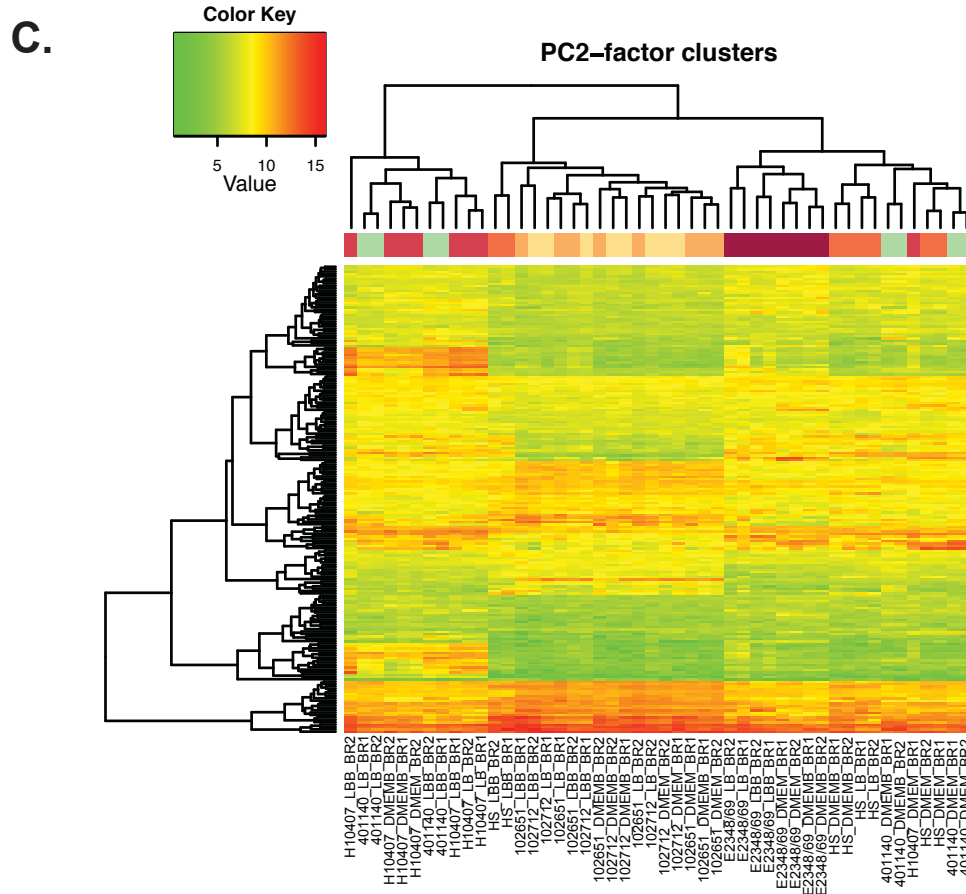 C.
Color Key
5 10 15
Value
PC2–factor clusters
H10407_LBB_BR2
401140_LB_BR1
401140_LB_BR2
H10407_DMEMB_BR2
H10407_DMEMB_BR1
H10407_DMEM_BR2
401140_LBB_BR2
401140_LBB_BR1
H10407_LBB_BR1
H10407_LB_BR2
H10407_LB_BR1
HS_LBB_BR2
HS_LBB_BR1
102651_LBB_BR1
102712_LBB_BR2
102712_LB_BR1
102651_LB_BR1
102651_LBB_BR2
102712_LBB_BR1
102651_DMEMB_BR2
102712_DMEMB_BR2
102712_DMEMB_BR1
102651_LB_BR2
102712_LB_BR2
102712_DMEM_BR2
102712_DMEM_BR1
102651_DMEM_BR1
102651_DMEMB_BR1
102651_DMEM_BR2
E2348/69_LB_BR2
E2348/69_LB_BR1
E2348/69_LBB_BR2
E2348/69_LBB_BR1
E2348/69_DMEM_BR1
E2348/69_DMEM_BR2
E2348/69_DMEMB_BR1
E2348/69_DMEMB_BR2
HS_DMEMB_BR1
HS_DMEMB_BR2
HS_LB_BR1
HS_LB_BR2
401140_DMEMB_BR1
401140_DMEMB_BR2
H10407_DMEM_BR1
HS_DMEM_BR2
HS_DMEM_BR1
401140_DMEM_BR1
401140_DMEM_BR2